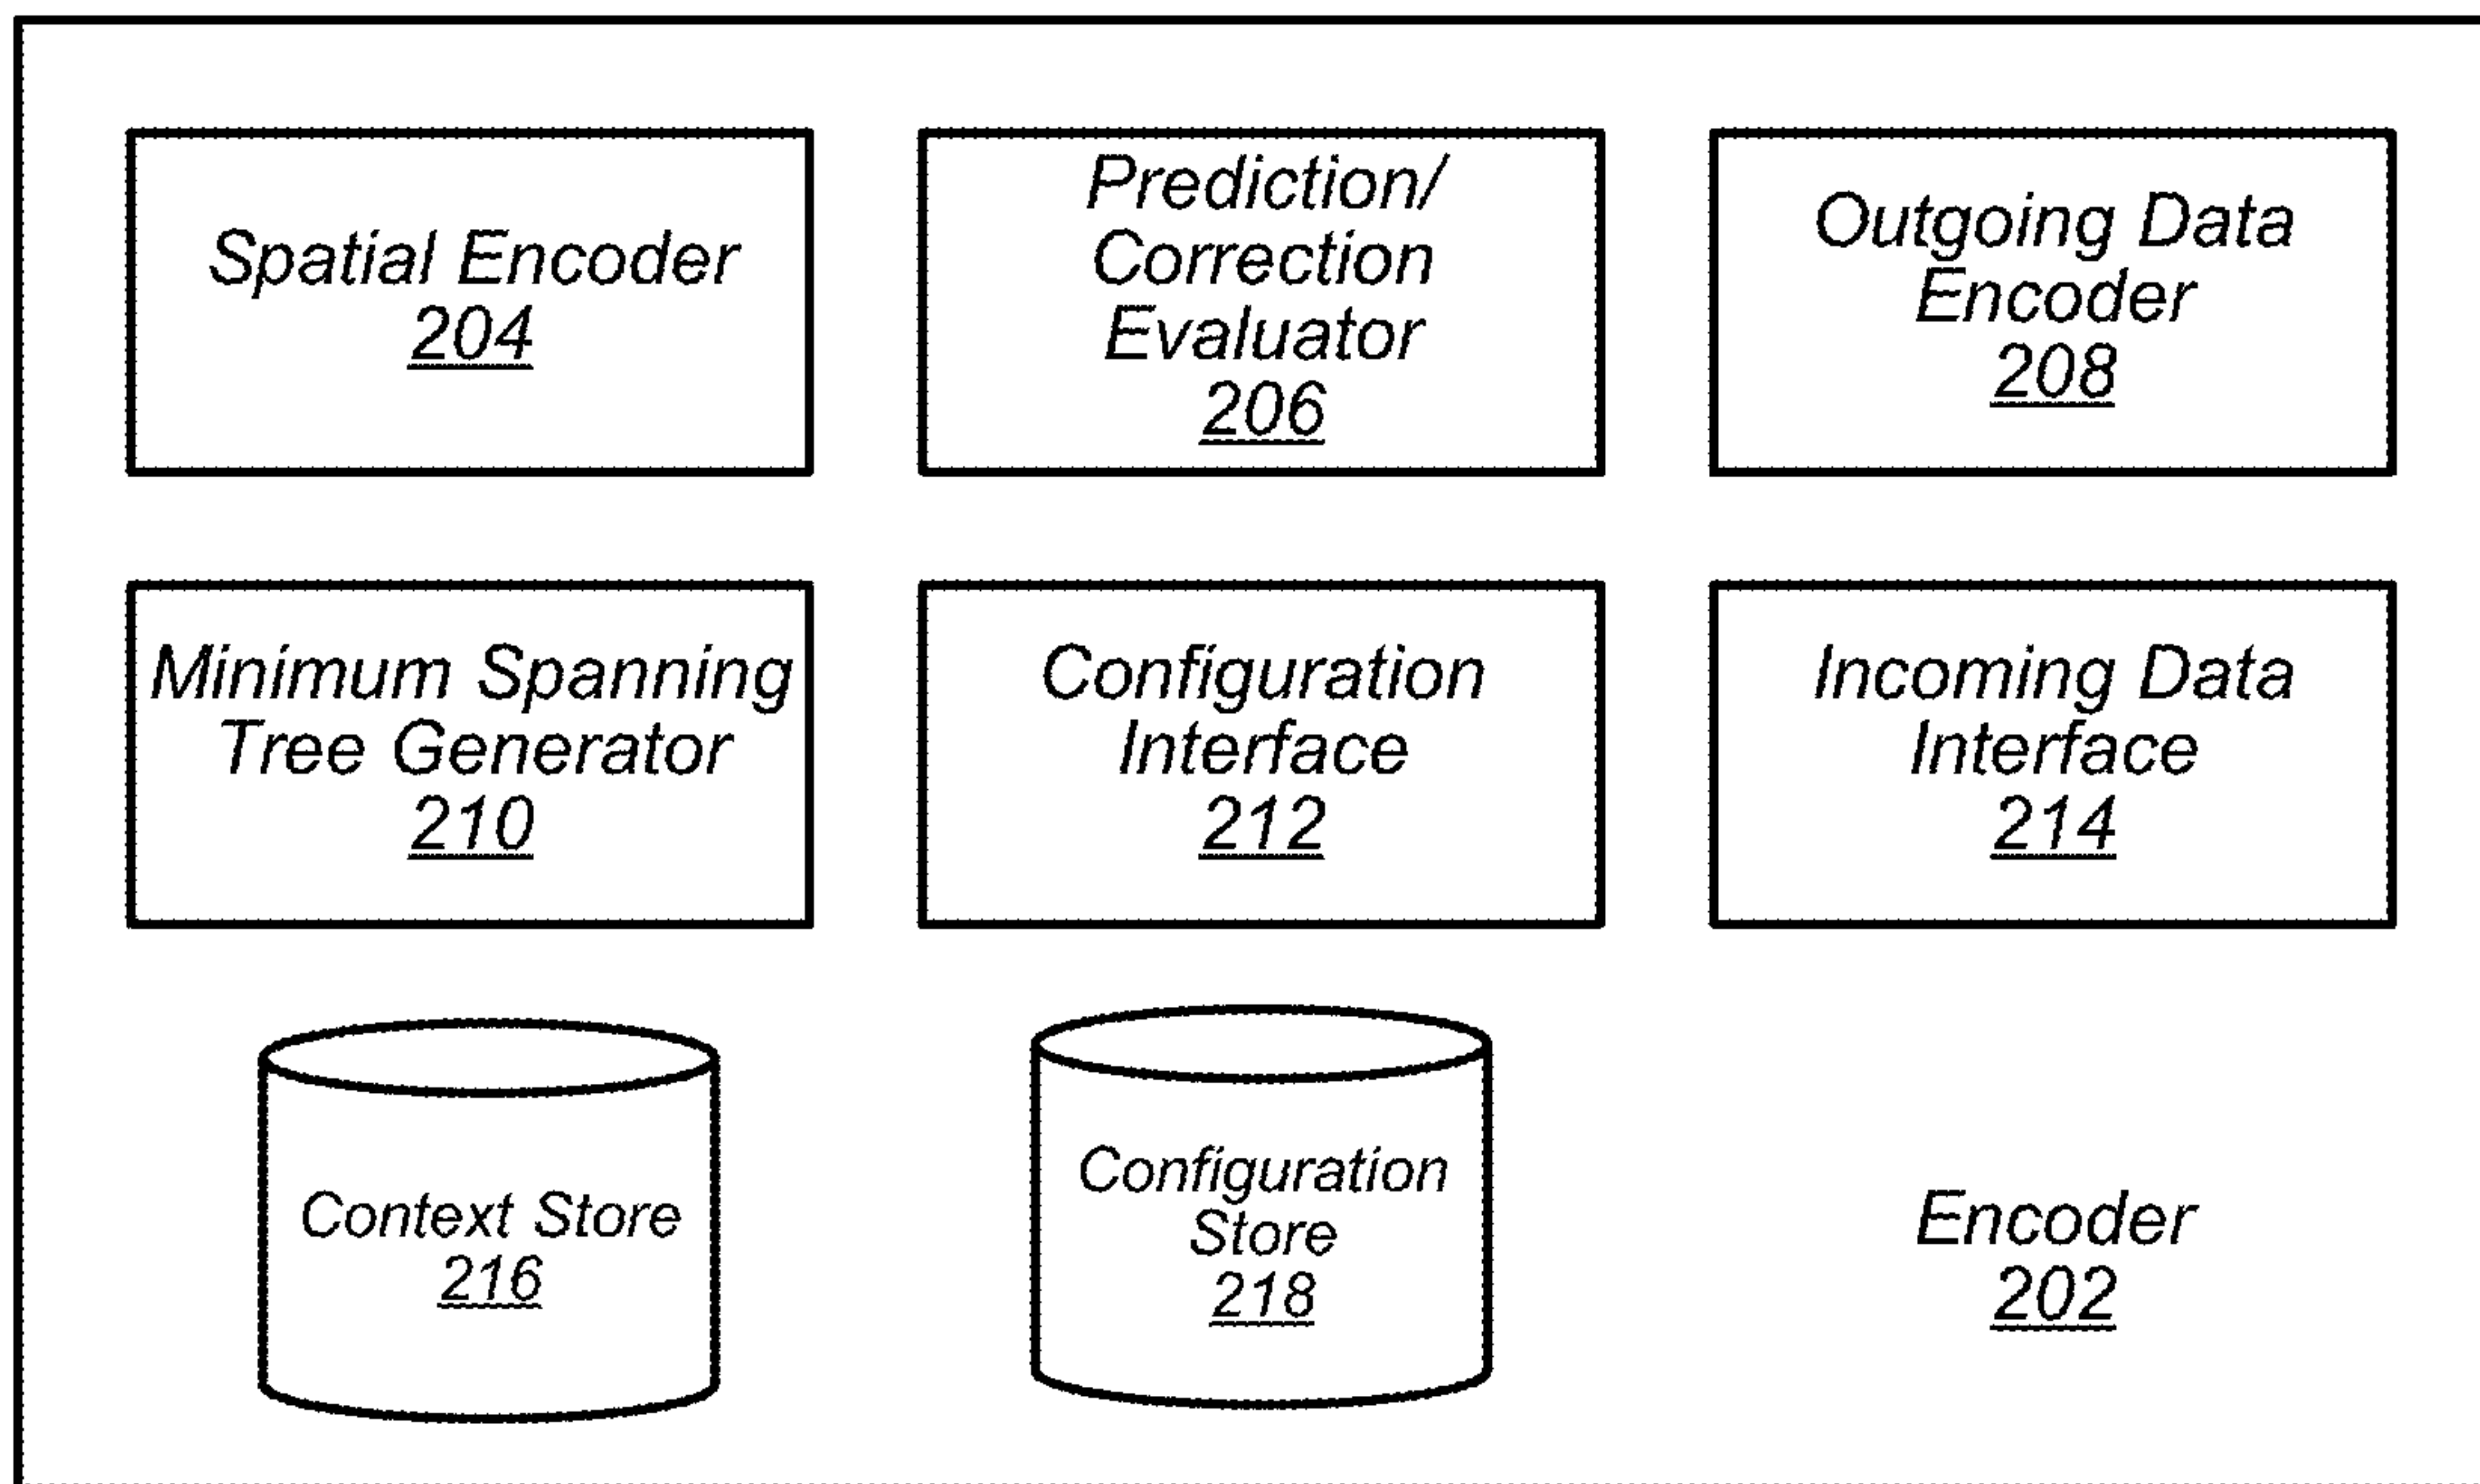 Spatial Encoder
204
Prediction/
Correction
Evaluator
206
Outgoing Data
Encoder
208
Minimum Spanning
Tree Generator
210
Configuration
Interface
212
Incoming Data
Interface
214
Context Store
216
Configuration
Store
218
Encoder
202